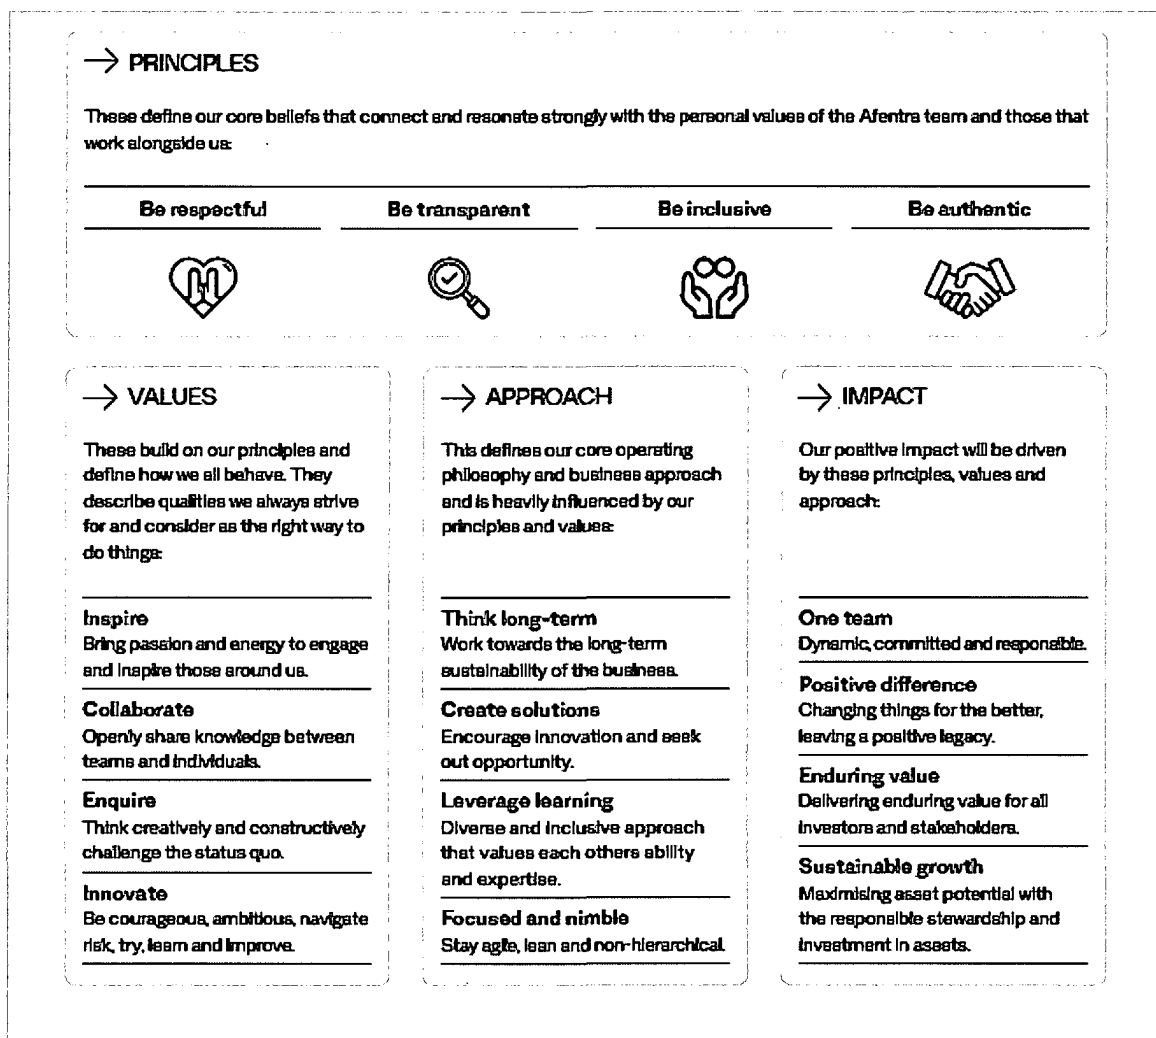 → PRINCIPLES
These define our core beliefs that connect and resonate strongly with the personal values of the Afentra team and those that
work alongside us:
Be respectful
Be transparent
Be inclusive
Be authentic
→ VALUES
These build on our principles and
define how we all behave. They
describe qualities we always strive
for and consider as the right way to
do things:
Inspire
Bring passion and energy to engage
and inspire those around us.
Collaborate
Openly share knowledge between
teams and individuals.
Enquire
Think creatively and constructively
challenge the status quo.
Innovate
Be courageous, ambitious, navigate
risk, try, learn and improve.
→ APPROACH
This defines our core operating
philosophy and business approach
and is heavily influenced by our
principles and values:
Think long-term
Work towards the long-term
sustainability of the business.
Create solutions
Encourage innovation and seek
out opportunity.
Leverage learning
Diverse and inclusive approach
that values each others ability
and expertise.
Focused and nimble
Stay agile, lean and non-hierarchical.
→ IMPACT
Our positive impact will be driven
by these principles, values and
approach:
One team
Dynamic, committed and responsible.
Positive difference
Changing things for the better,
leaving a positive legacy.
Enduring value
Delivering enduring value for all
investors and stakeholders.
Sustainable growth
Maximising asset potential with
the responsible stewardship and
investment in assets.